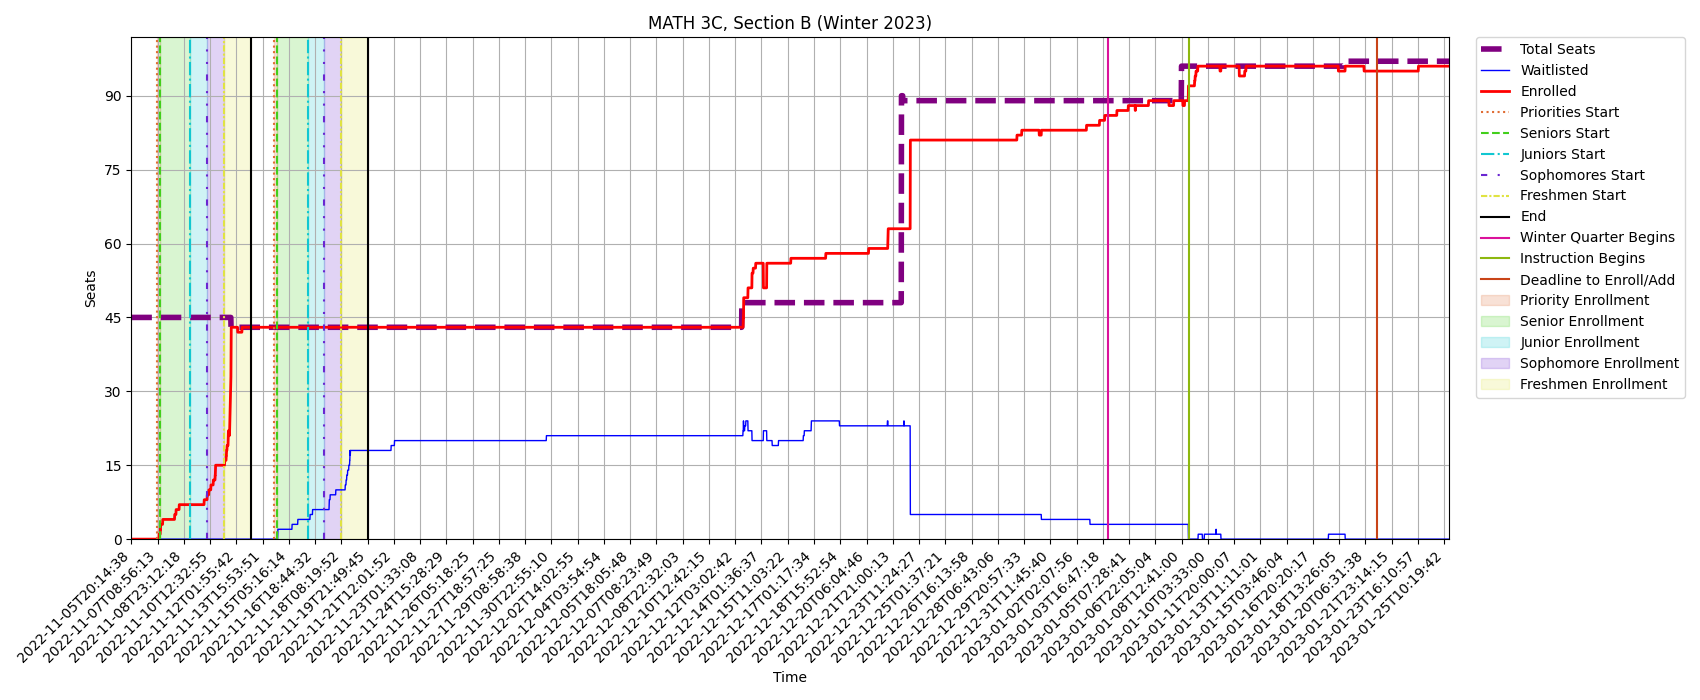 MATH 3C, Section B (Winter 2023)
Seats
90
75
60
45
30
15
0
2022-11-05T20:14:38
2022-11-07T08:56:13
2022-11-08T23:12:18
2022-11-10T12:32:55
2022-11-12T01:55:42
2022-11-13T15:53:51
2022-11-15T05:16:14
2022-11-16T18:44:32
2022-11-18T08:19:52
2022-11-19T21:49:45
2022-11-21T12:01:52
2022-11-23T01:33:08
2022-11-24T15:28:29
2022-11-26T05:18:25
2022-11-27T18:57:25
2022-11-29T08:58:38
2022-11-30T22:55:10
2022-12-02T14:02:55
2022-12-04T03:54:54
2022-12-05T18:05:48
2022-12-07T08:23:49
2022-12-08T22:32:03
2022-12-10T12:42:15
2022-12-12T03:02:42
2022-12-14T01:36:37
2022-12-15T11:03:22
2022-12-17T01:17:34
2022-12-18T15:52:54
2022-12-20T06:04:46
2022-12-21T21:00:13
2022-12-23T11:24:27
2022-12-25T01:37:21
2022-12-26T16:13:58
2022-12-28T06:43:06
2022-12-29T20:57:33
2022-12-31T11:45:40
2023-01-02T02:07:56
2023-01-03T16:47:18
2023-01-05T07:28:41
2023-01-06T22:05:04
2023-01-08T12:41:00
2023-01-10T03:33:00
2023-01-11T20:00:07
2023-01-13T11:11:01
2023-01-15T03:46:04
2023-01-16T20:20:17
2023-01-18T13:26:05
2023-01-20T06:31:38
2023-01-21T23:14:15
2023-01-23T16:10:57
2023-01-25T10:19:42
Time
Total Seats
Waitlisted
Enrolled
Priorities Start
Seniors Start
Juniors Start
Sophomores Start
Freshmen Start
End
Winter Quarter Begins
Instruction Begins
Deadline to Enroll/Add
Priority Enrollment
Senior Enrollment
Junior Enrollment
Sophomore Enrollment
Freshmen Enrollment